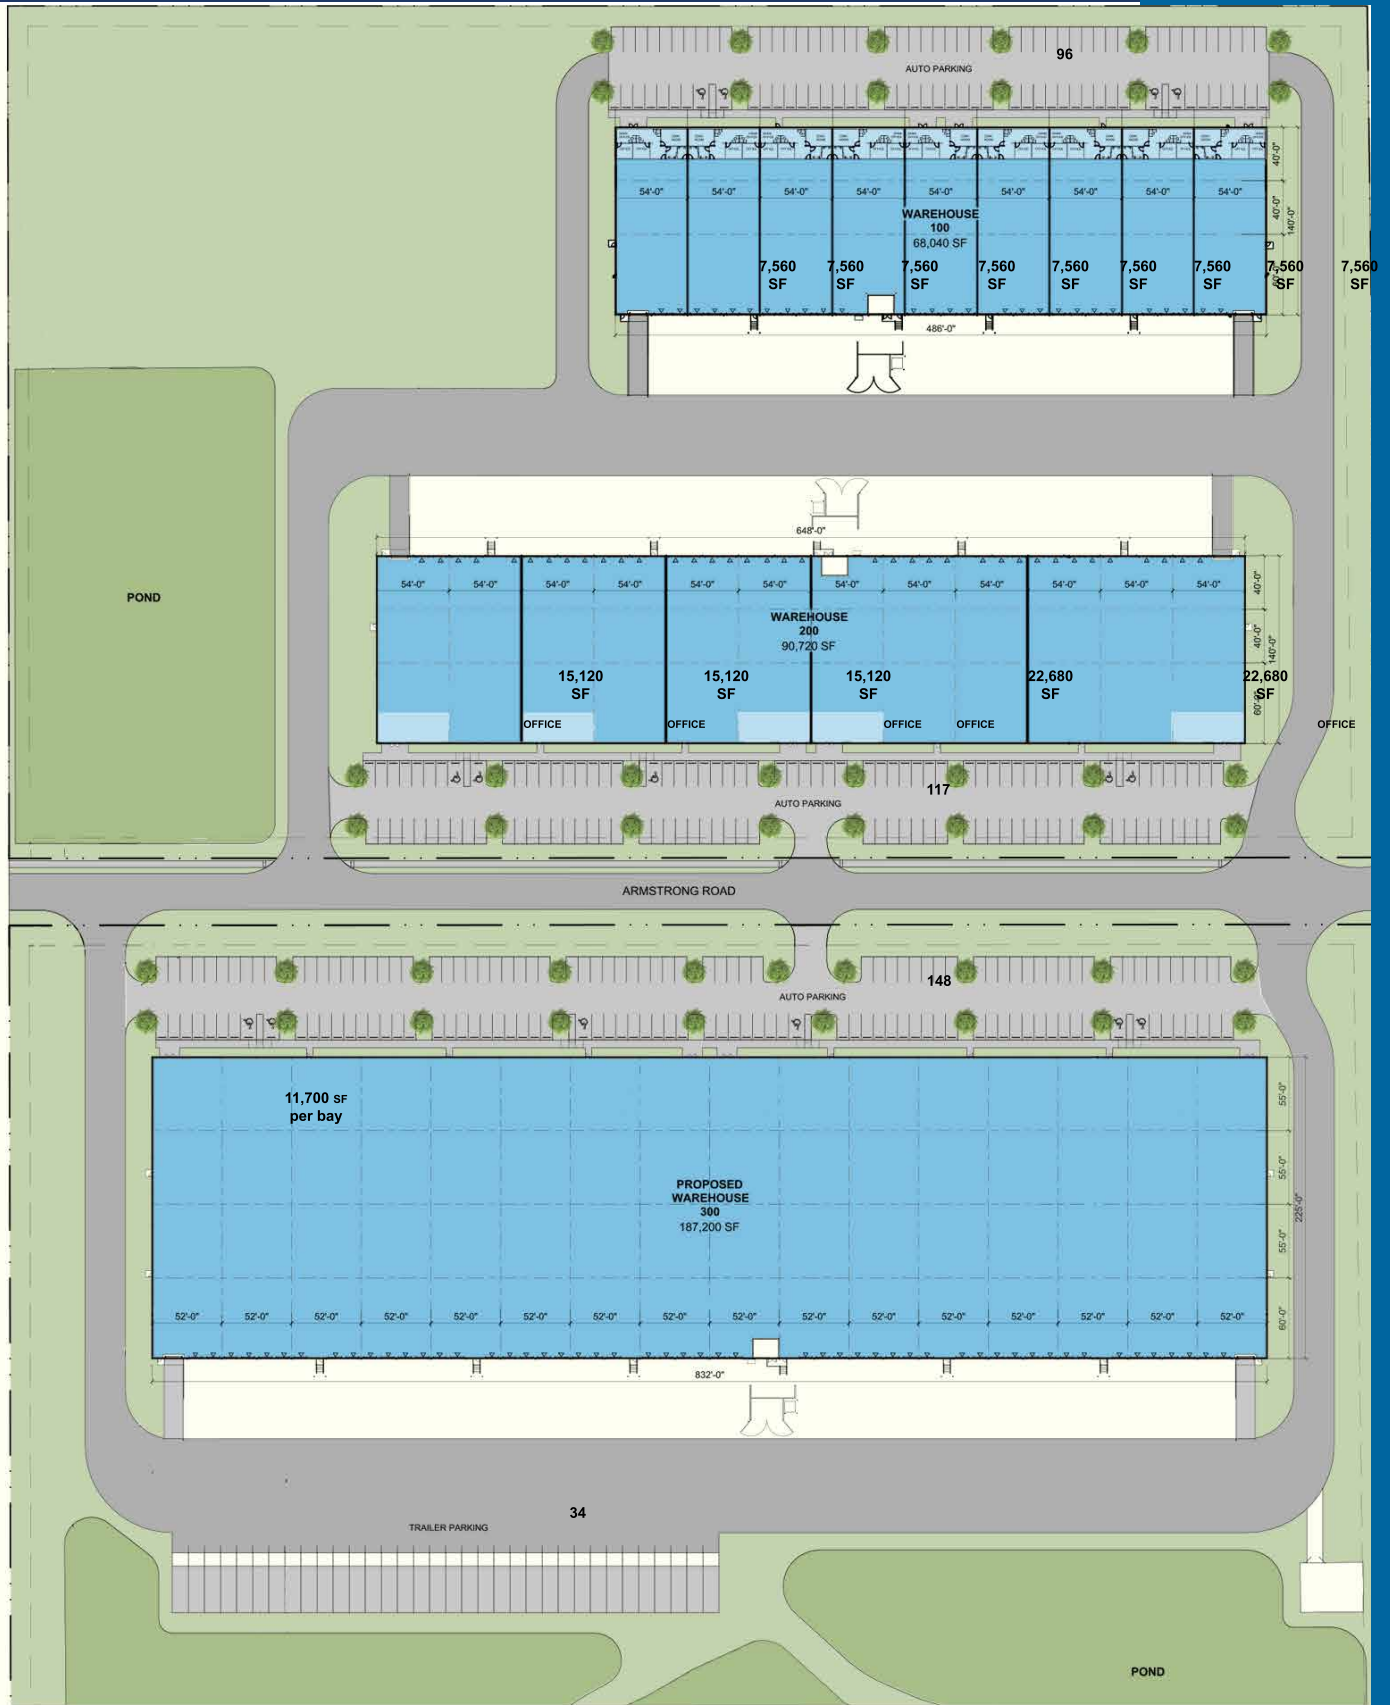 96
AUTO PARKING
40'-0"
54'-0" 54'-0" 54'-0" 54'-0" 54'-0" 54'-0" 54'-0" 54'-0" 54'-0"
WAREHOUSE
100
68,040 SF
40'-0"
140'-0"
7,560 7,560 7,560 7,560 7,560 7,560 7,560 7,560 7,560
SF SF SF SF SF SF SF SF SF
486'-0"
648'-0"
54'-0" 54'-0" 54'-0" 54'-0" 54'-0" 54'-0" 54'-0" 54'-0" 54'-0" 54'-0" 54'-0" 54'-0"
40'-0"
POND
WAREHOUSE
200
90,720 SF
40'-0"
140'-0"
15,120 15,120 15,120 22,680 22,680
SF SF SF SF SF
60'-0"
OFFICE OFFICE OFFICE OFFICE OFFICE
117
AUTO PARKING
ARMSTRONG ROAD
148
AUTO PARKING
11,700 SF
per bay
55'-0"
55'-0"
PROPOSED
WAREHOUSE
300
187,200 SF
225'-0"
55'-0"
52'-0" 52'-0" 52'-0" 52'-0" 52'-0" 52'-0" 52'-0" 52'-0" 52'-0" 52'-0" 52'-0" 52'-0" 52'-0" 52'-0" 52'-0" 52'-0"
60'-0"
832'-0"
34
TRAILER PARKING
POND